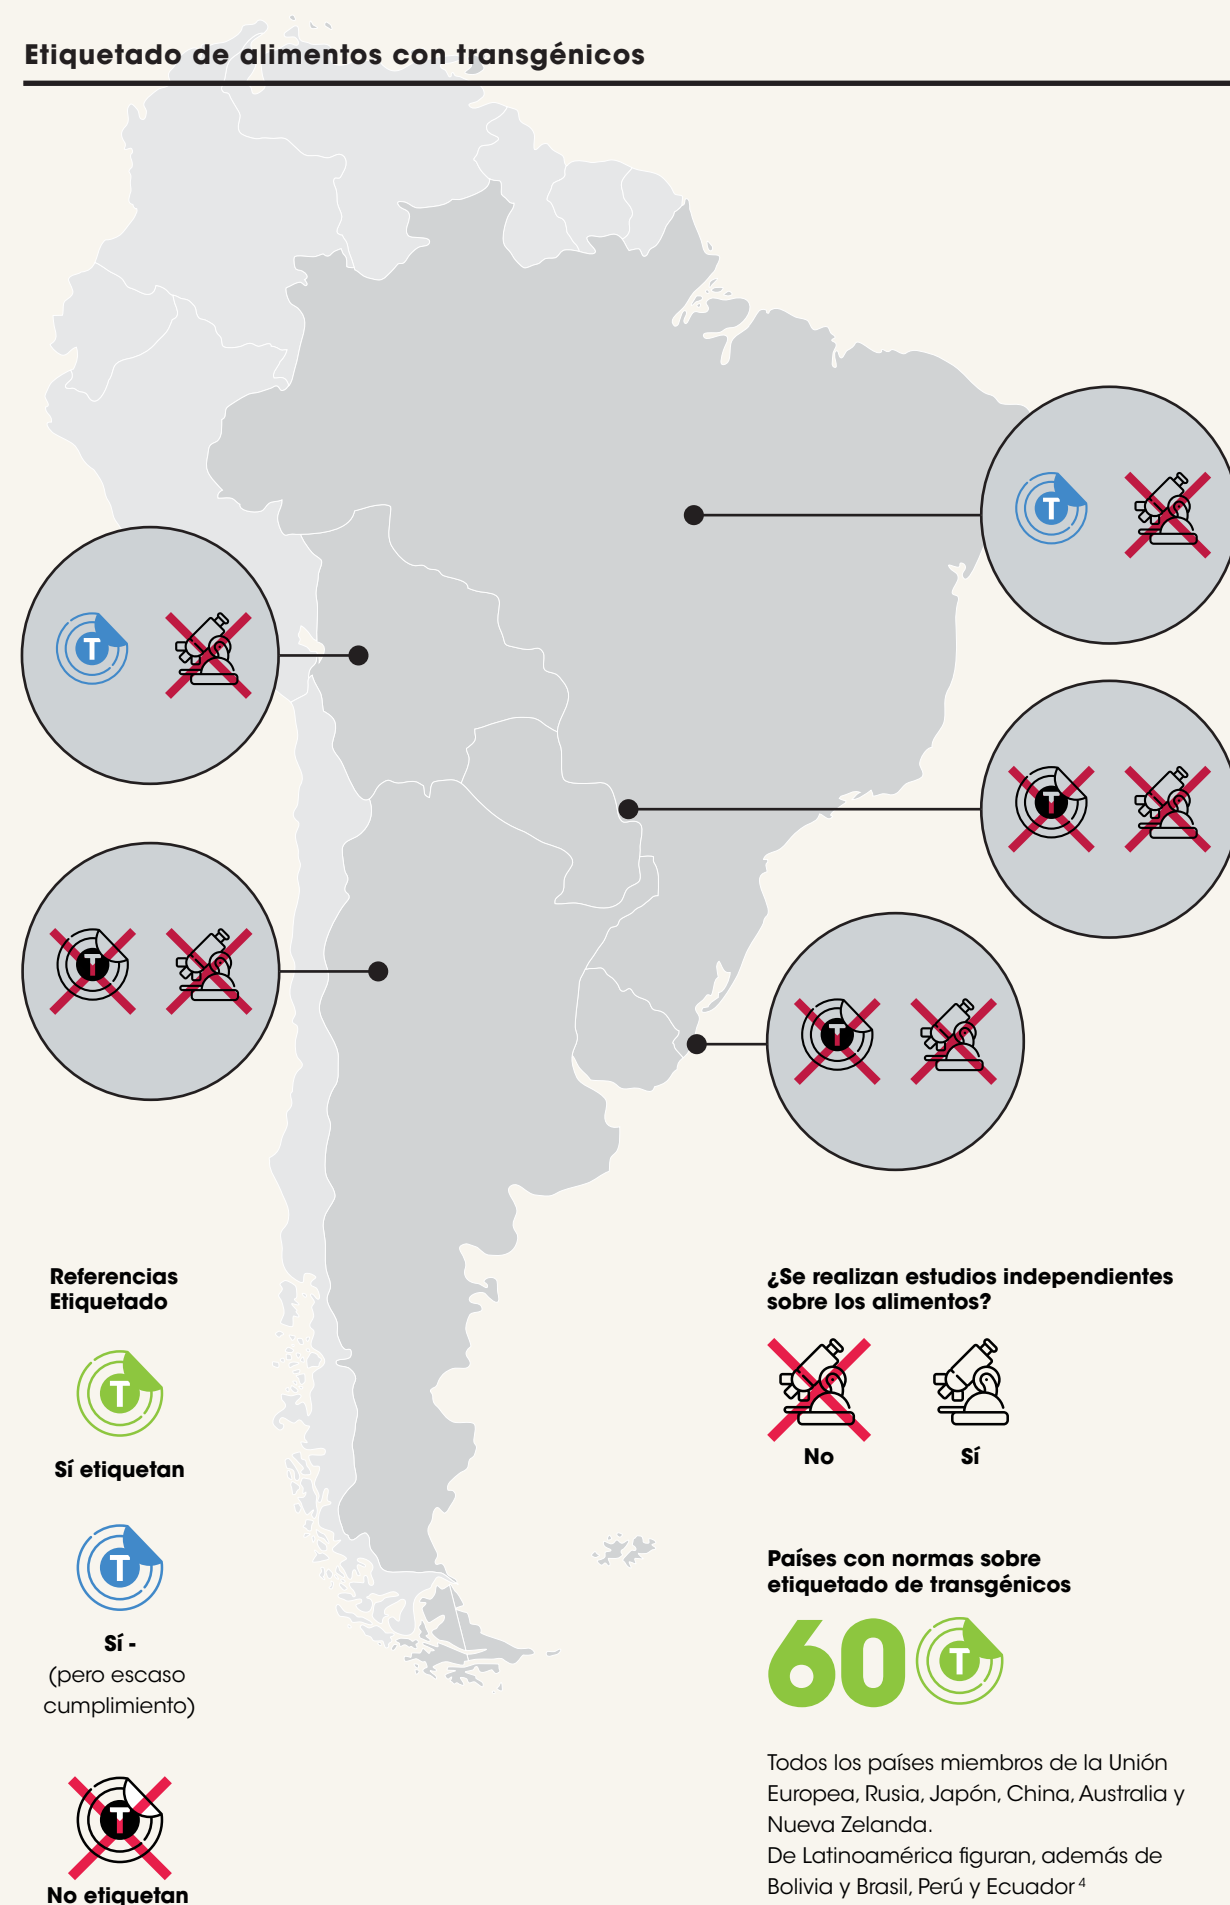 Etiquetado de alimentos con transgénicos
T
T
T
T
T
Referencias
Etiquetado
T
Sí etiquetan
T
Sí -
(pero escaso
cumplimiento)
T
No etiquetan
¿Se realizan estudios independientes
sobre los alimentos?
No
Sí
Países con normas sobre
etiquetado de transgénicos
60 T
Todos los países miembros de la Unión
Europea, Rusia, Japón, China, Australia y
Nueva Zelanda.
De Latinoamérica figuran, además de
Bolivia y Brasil, Perú y Ecuador 4